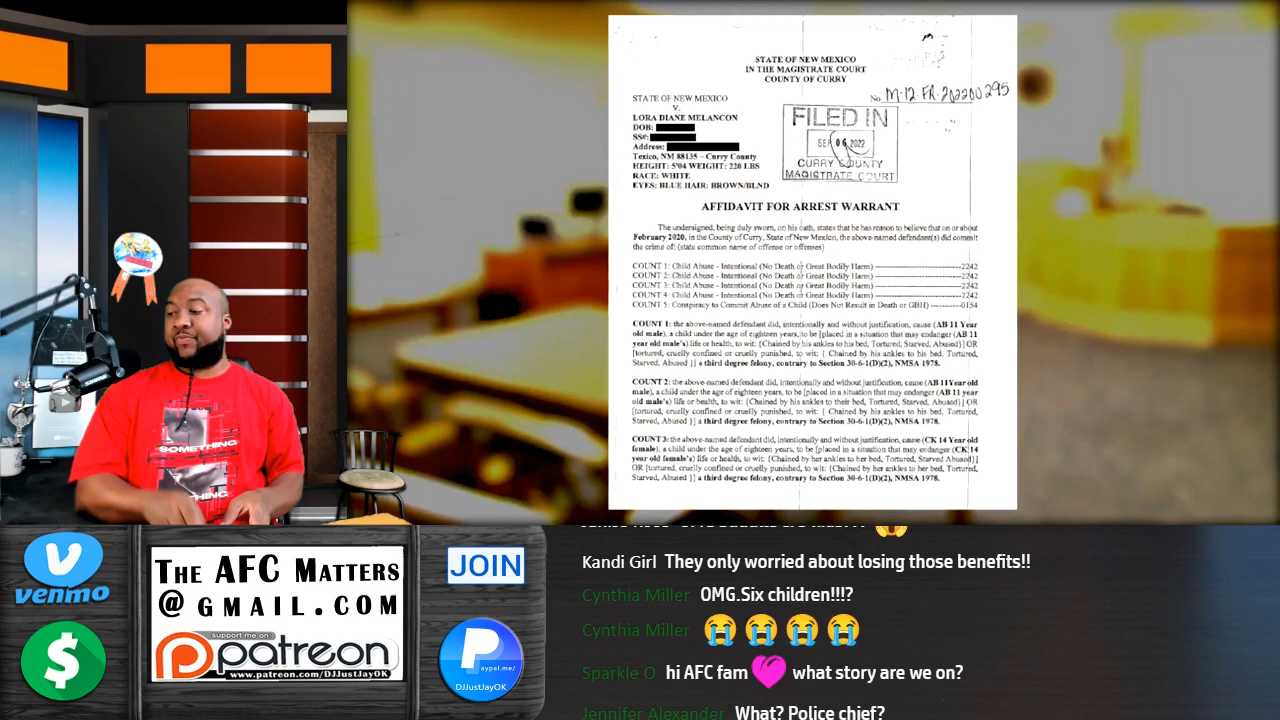 STATE OF NEW MEXICO
IN THE MAGISTRATE COURT
COUNTY OF CURRY
No. M-12 FR-202200295
STATE OF NEW MEXICO
V.
LORA DIANE MELANCON
DOB:
SS#:
Address:
Texico, NM 88135 – Curry County
HEIGHT: 5'04 WEIGHT: 220 LBS
RACE: WHITE
EYES: BLUE HAIR: BROWN/BLND
FILED IN
SEP 06 2022
CURRY COUNTY
MAGISTRATE COURT
AFFIDAVIT FOR ARREST WARRANT
The undersigned, being duly sworn, on his oath, states that he has reason to believe that on or about
February 2020, in the County of Curry, State of New Mexico, the above-named defendant(s) did commit
the crime of: (state common name of offense or offenses)
COUNT 1: Child Abuse - Intentional (No Death or Great Bodily Harm) ---2242
COUNT 2: Child Abuse - Intentional (No Death or Great Bodily Harm) ---2242
COUNT 3: Child Abuse - Intentional (No Death or Great Bodily Harm) ---2242
COUNT 4: Child Abuse - Intentional (No Death or Great Bodily Harm) ---2242
COUNT 5: Conspiracy to Commit Abuse of a Child (Does Not Result in Death or GBH) ---0154
COUNT 1: the above-named defendant did, intentionally and without justification, cause (AB 11 Year
old male), a child under the age of eighteen years, to be [placed in a situation that may endanger (AB 11
year old male's) life or health, to wit: {Chained by his ankles to his bed, Tortured, Starved, Abused}] OR
[tortured, cruelly confined or cruelly punished, to wit: { Chained by his ankles to his bed, Tortured,
Starved, Abused }] a third degree felony, contrary to Section 30-6-1(D)(2), NMSA 1978.
COUNT 2: the above-named defendant did, intentionally and without justification, cause (AB 11Year old
male), a child under the age of eighteen years, to be [placed in a situation that may endanger (AB 11 year
old male's) life or health, to wit: {Chained by his ankles to their bed, Tortured, Starved, Abused}] OR
[tortured, cruelly confined or cruelly punished, to wit: { Chained by his ankles to his bed, Tortured,
Starved, Abused }] a third degree felony, contrary to Section 30-6-1(D)(2), NMSA 1978.
COUNT 3: the above-named defendant did, intentionally and without justification, cause (CK 14 Year old
female), a child under the age of eighteen years, to be [placed in a situation that may endanger (CK 14
year old female's) life or health, to wit: {Chained by her ankles to her bed, Tortured, Starved Abused}]
OR [tortured, cruelly confined or cruelly punished, to wit: { Chained by her ankles to her bed, Tortured,
Starved, Abused }] a third degree felony, contrary to Section 30-6-1(D)(2), NMSA 1978.
SOMETHING
THING
venmo
$
THE AFC MATTERS
@GMAIL.COM
support me on:
patreon
www.patreon.com/DJJustJayOK
JOIN
aypal.me/
DJJustJayOK
Kandi Girl They only worried about losing those benefits!!
Cynthia Miller OMG.Six children!!!?
Cynthia Miller 😭 😭 😭 😭
Sparkle O hi AFC fam 💗 what story are we on?
Jennifer Alexander What? Police chief?